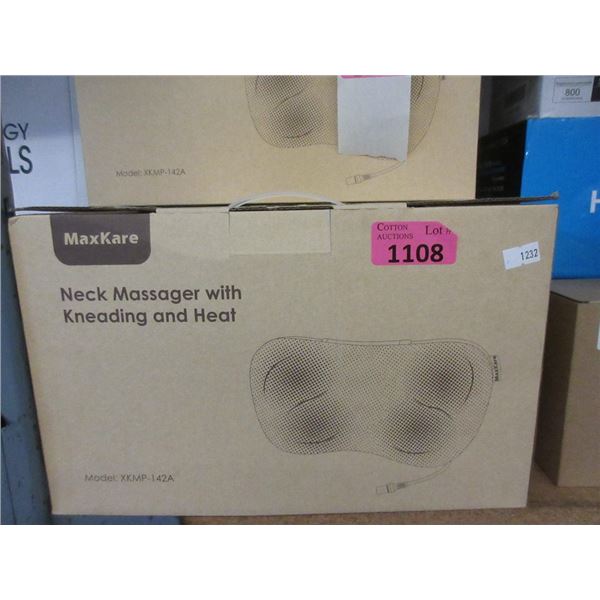 GY
LS
Model: XKMP-142A
800
H
MaxKare
COTTON
AUCTIONS
Lot #
1108
1232
Neck Massager with
Kneading and Heat
MaxKare
Model: XKMP-142A